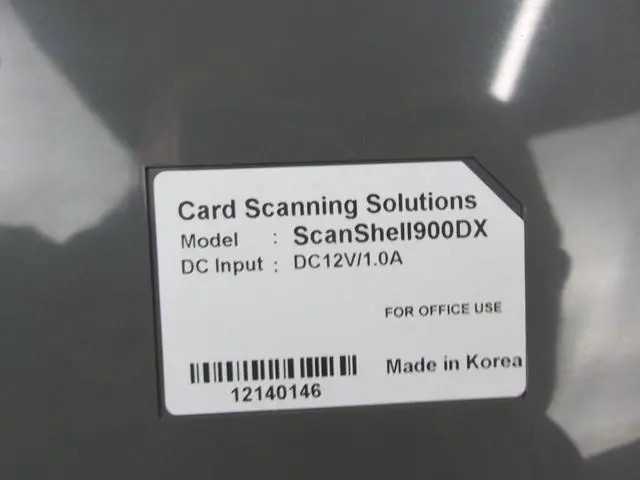 Card Scanning Solutions
Model : ScanShell900DX
DC Input : DC12V/1.0A
FOR OFFICE USE
Made in Korea
12140146